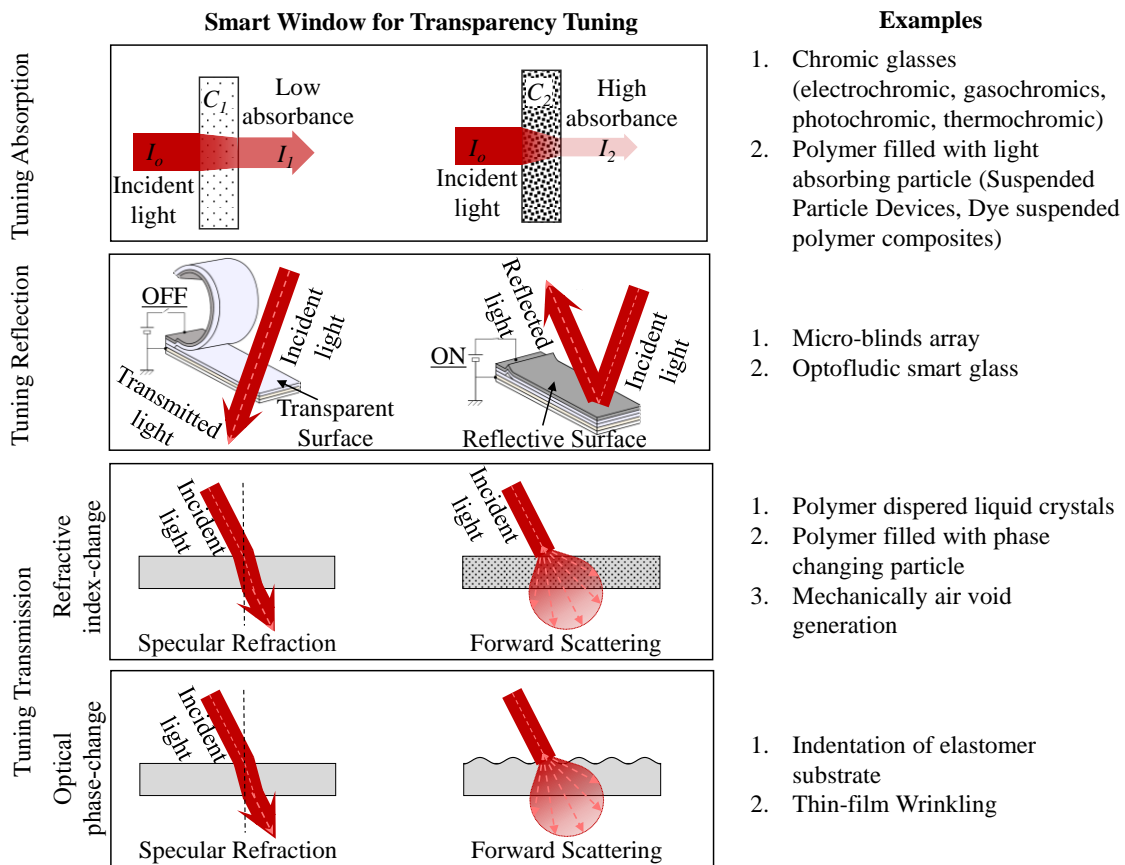 Smart Window for Transparency Tuning
Examples
Tuning Absorption
C1
Low
absorbance
Io
I1
Incident
light
C2
High
absorbance
Io
I2
Incident
light
1. Chromic glasses
(electrochromic, gasochromics,
photochromic, thermochromic)
2. Polymer filled with light
absorbing particle (Suspended
Particle Devices, Dye suspended
polymer composites)
Tuning Reflection
OFF
Incident
light
Transmitted
light
Transparent
Surface
ON
Reflected
light
Incident
light
Reflective Surface
1. Micro-blinds array
2. Optofludic smart glass
Tuning Transmission
Refractive
index-change
Incident
light
Specular Refraction
Incident
light
Forward Scattering
1. Polymer dispered liquid crystals
2. Polymer filled with phase
changing particle
3. Mechanically air void
generation
Optical
phase-change
Incident
light
Specular Refraction
Forward Scattering
1. Indentation of elastomer
substrate
2. Thin-film Wrinkling